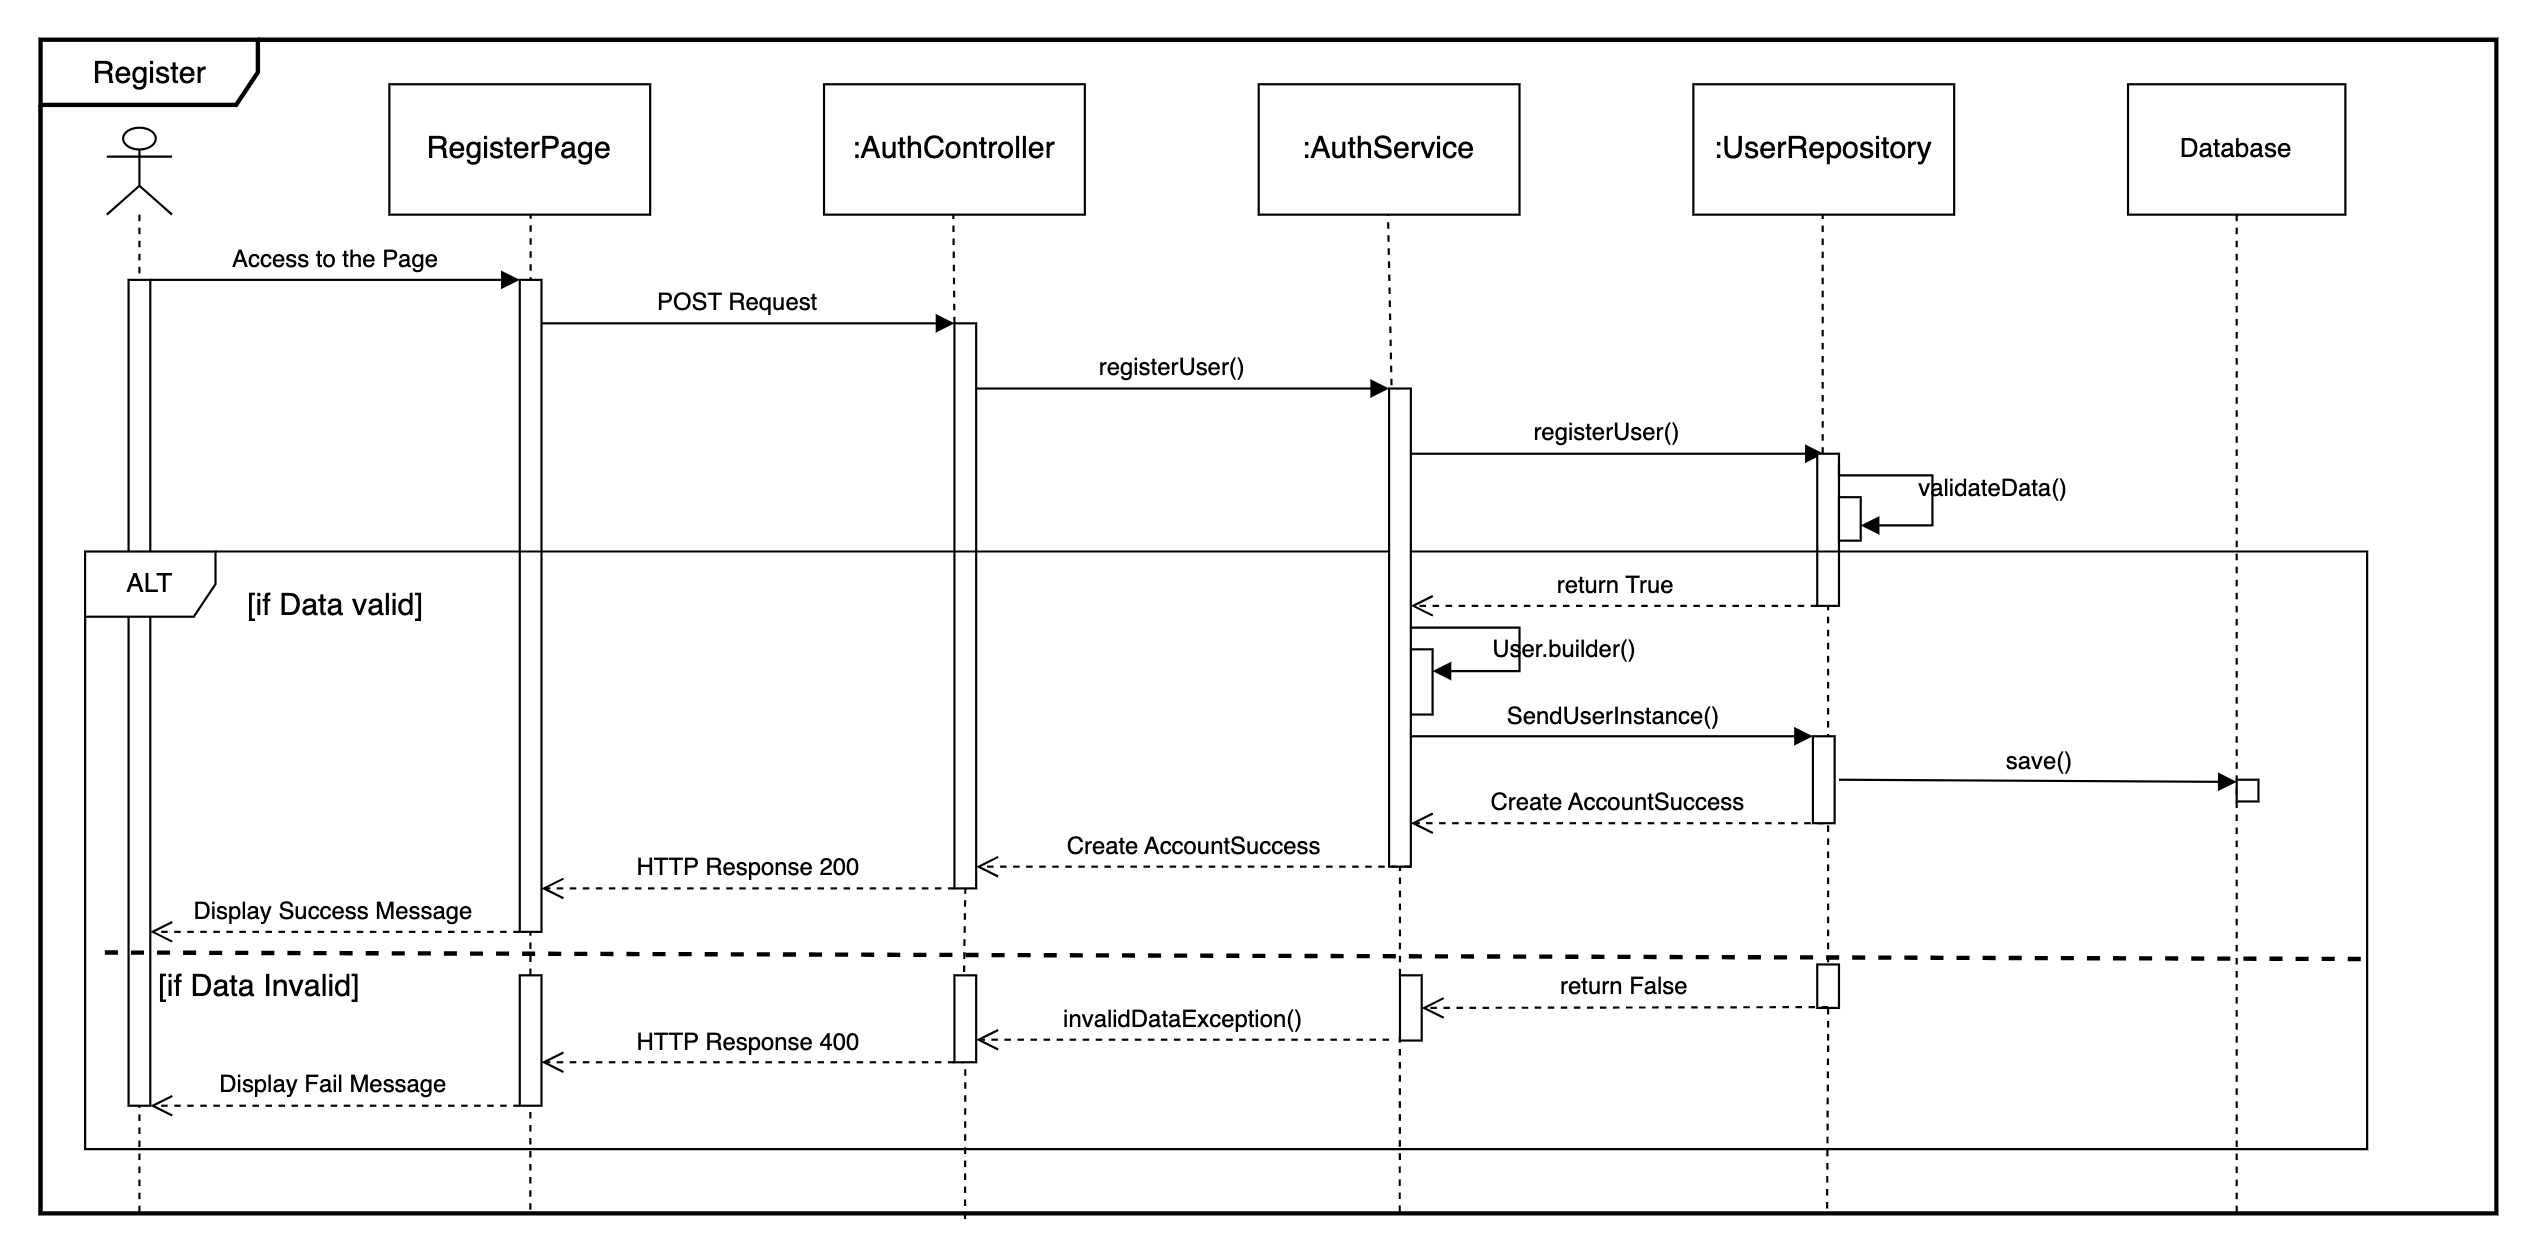 Register
RegisterPage
:AuthController
:AuthService
:UserRepository
Database
Access to the Page
POST Request
registerUser()
registerUser()
validateData()
ALT
[if Data valid]
return True
User.builder()
SendUserInstance()
save()
Create AccountSuccess
Create AccountSuccess
HTTP Response 200
Display Success Message
[if Data Invalid]
return False
invalidDataException()
HTTP Response 400
Display Fail Message